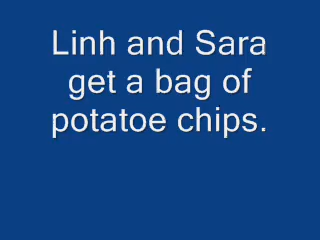 Linh and Sara
get a bag of
potatoe chips.